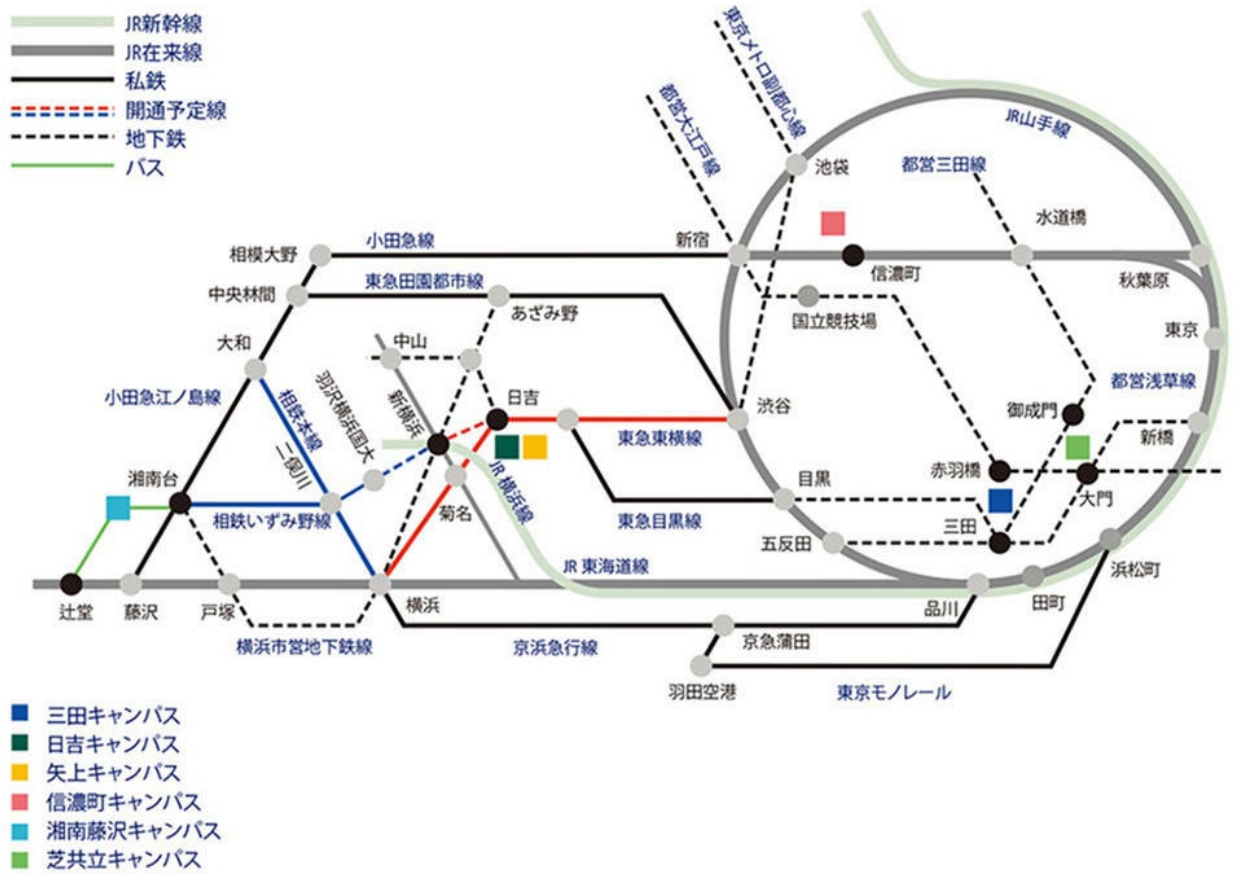 JR新幹線
JR在来線
私鉄
開通予定線
地下鉄
バス
東京メトロ副都心線
都営大江戸線
JR山手線
池袋
都営三田線
水道橋
相模大野
小田急線
新宿
信濃町
秋葉原
中央林間
東急田園都市線
あざみ野
国立競技場
東京
大和
中山
小田急江ノ島線
相鉄本線
羽沢横浜国大
新横浜
日吉
都営浅草線
渋谷
御成門
新橋
東急東横線
二俣川
湘南台
JR 横浜線
目黒
赤羽橋
大門
相鉄いずみ野線
菊名
東急目黒線
五反田
三田
JR 東海道線
浜松町
辻堂
藤沢
戸塚
横浜
品川
田町
横浜市営地下鉄線
京浜急行線
京急蒲田
羽田空港
東京モノレール
三田キャンパス
日吉キャンパス
矢上キャンパス
信濃町キャンパス
湘南藤沢キャンパス
芝共立キャンパス